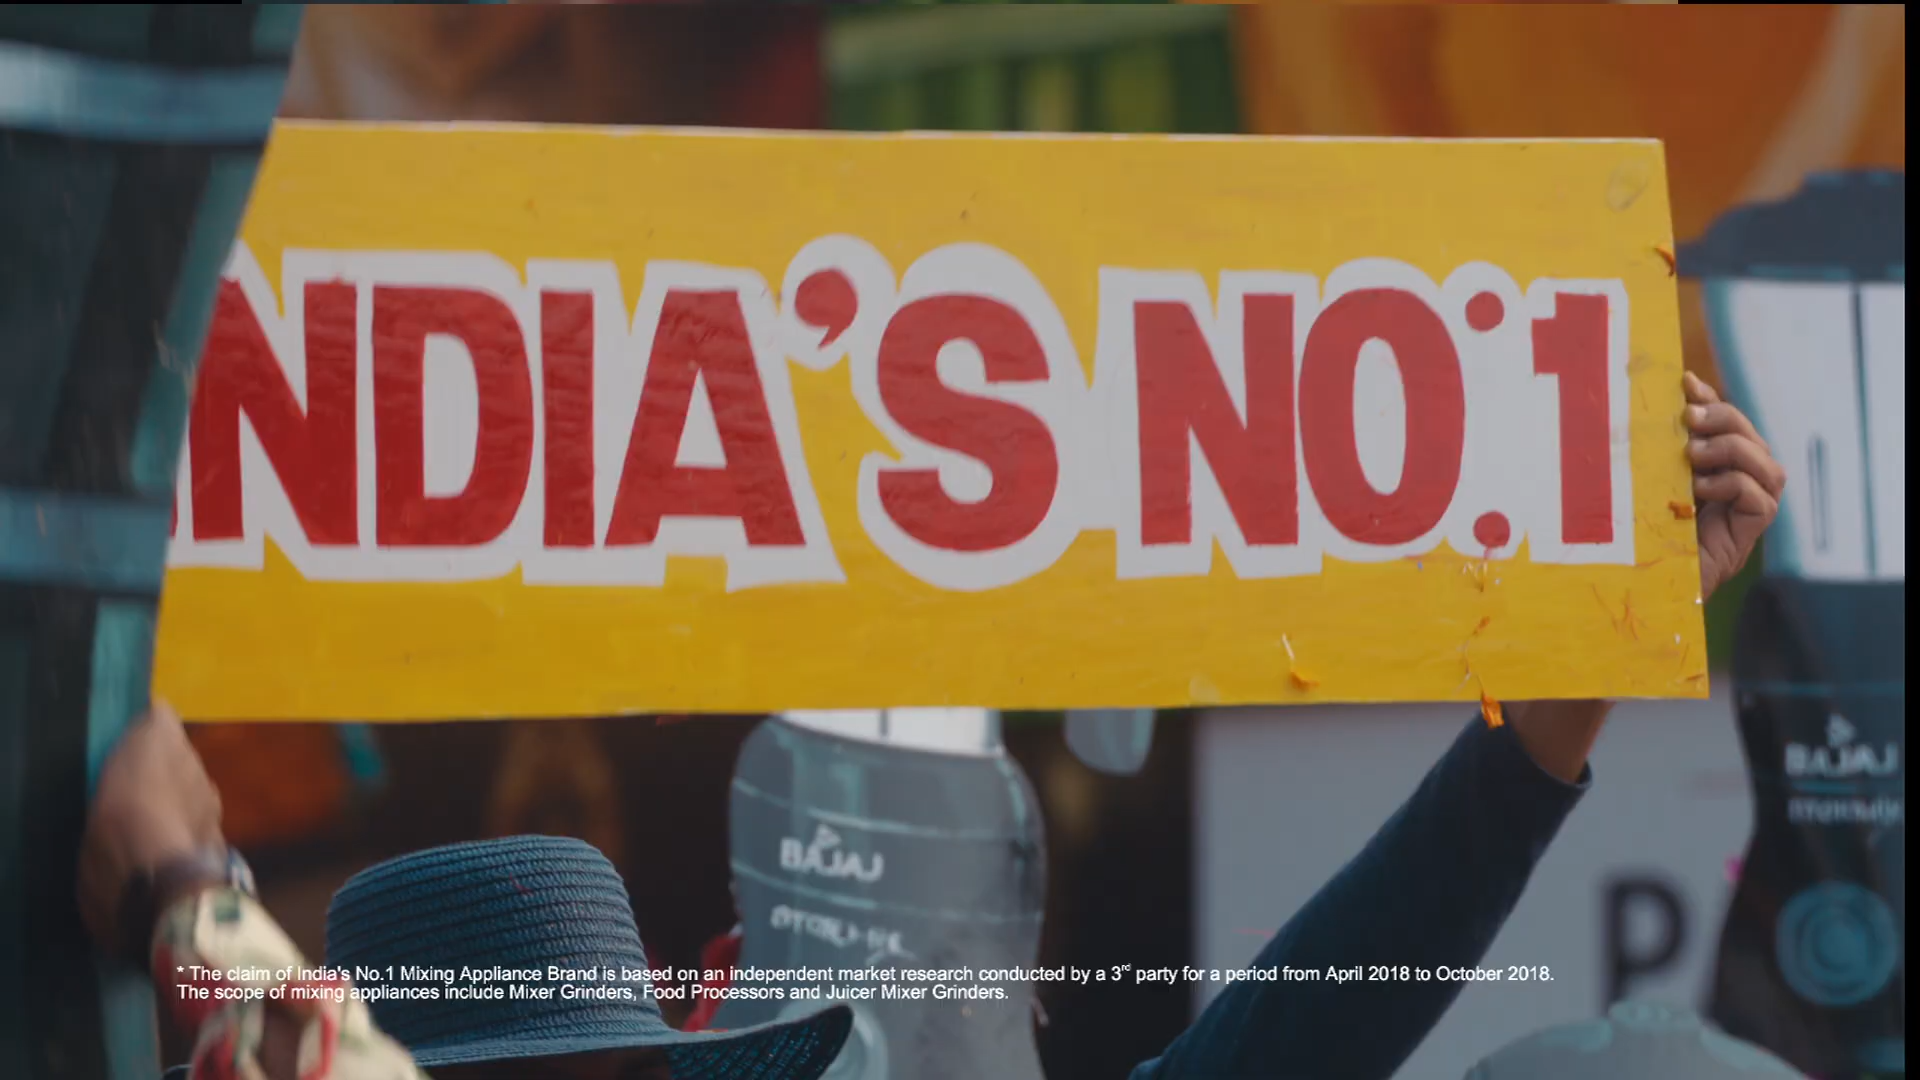 INDIA'S NO:1
BAJAJ
BAJAJ
P
* The claim of India's No.1 Mixing Appliance Brand is based on an independent market research conducted by a 3rd party for a period from April 2018 to October 2018.
The scope of mixing appliances include Mixer Grinders, Food Processors and Juicer Mixer Grinders.